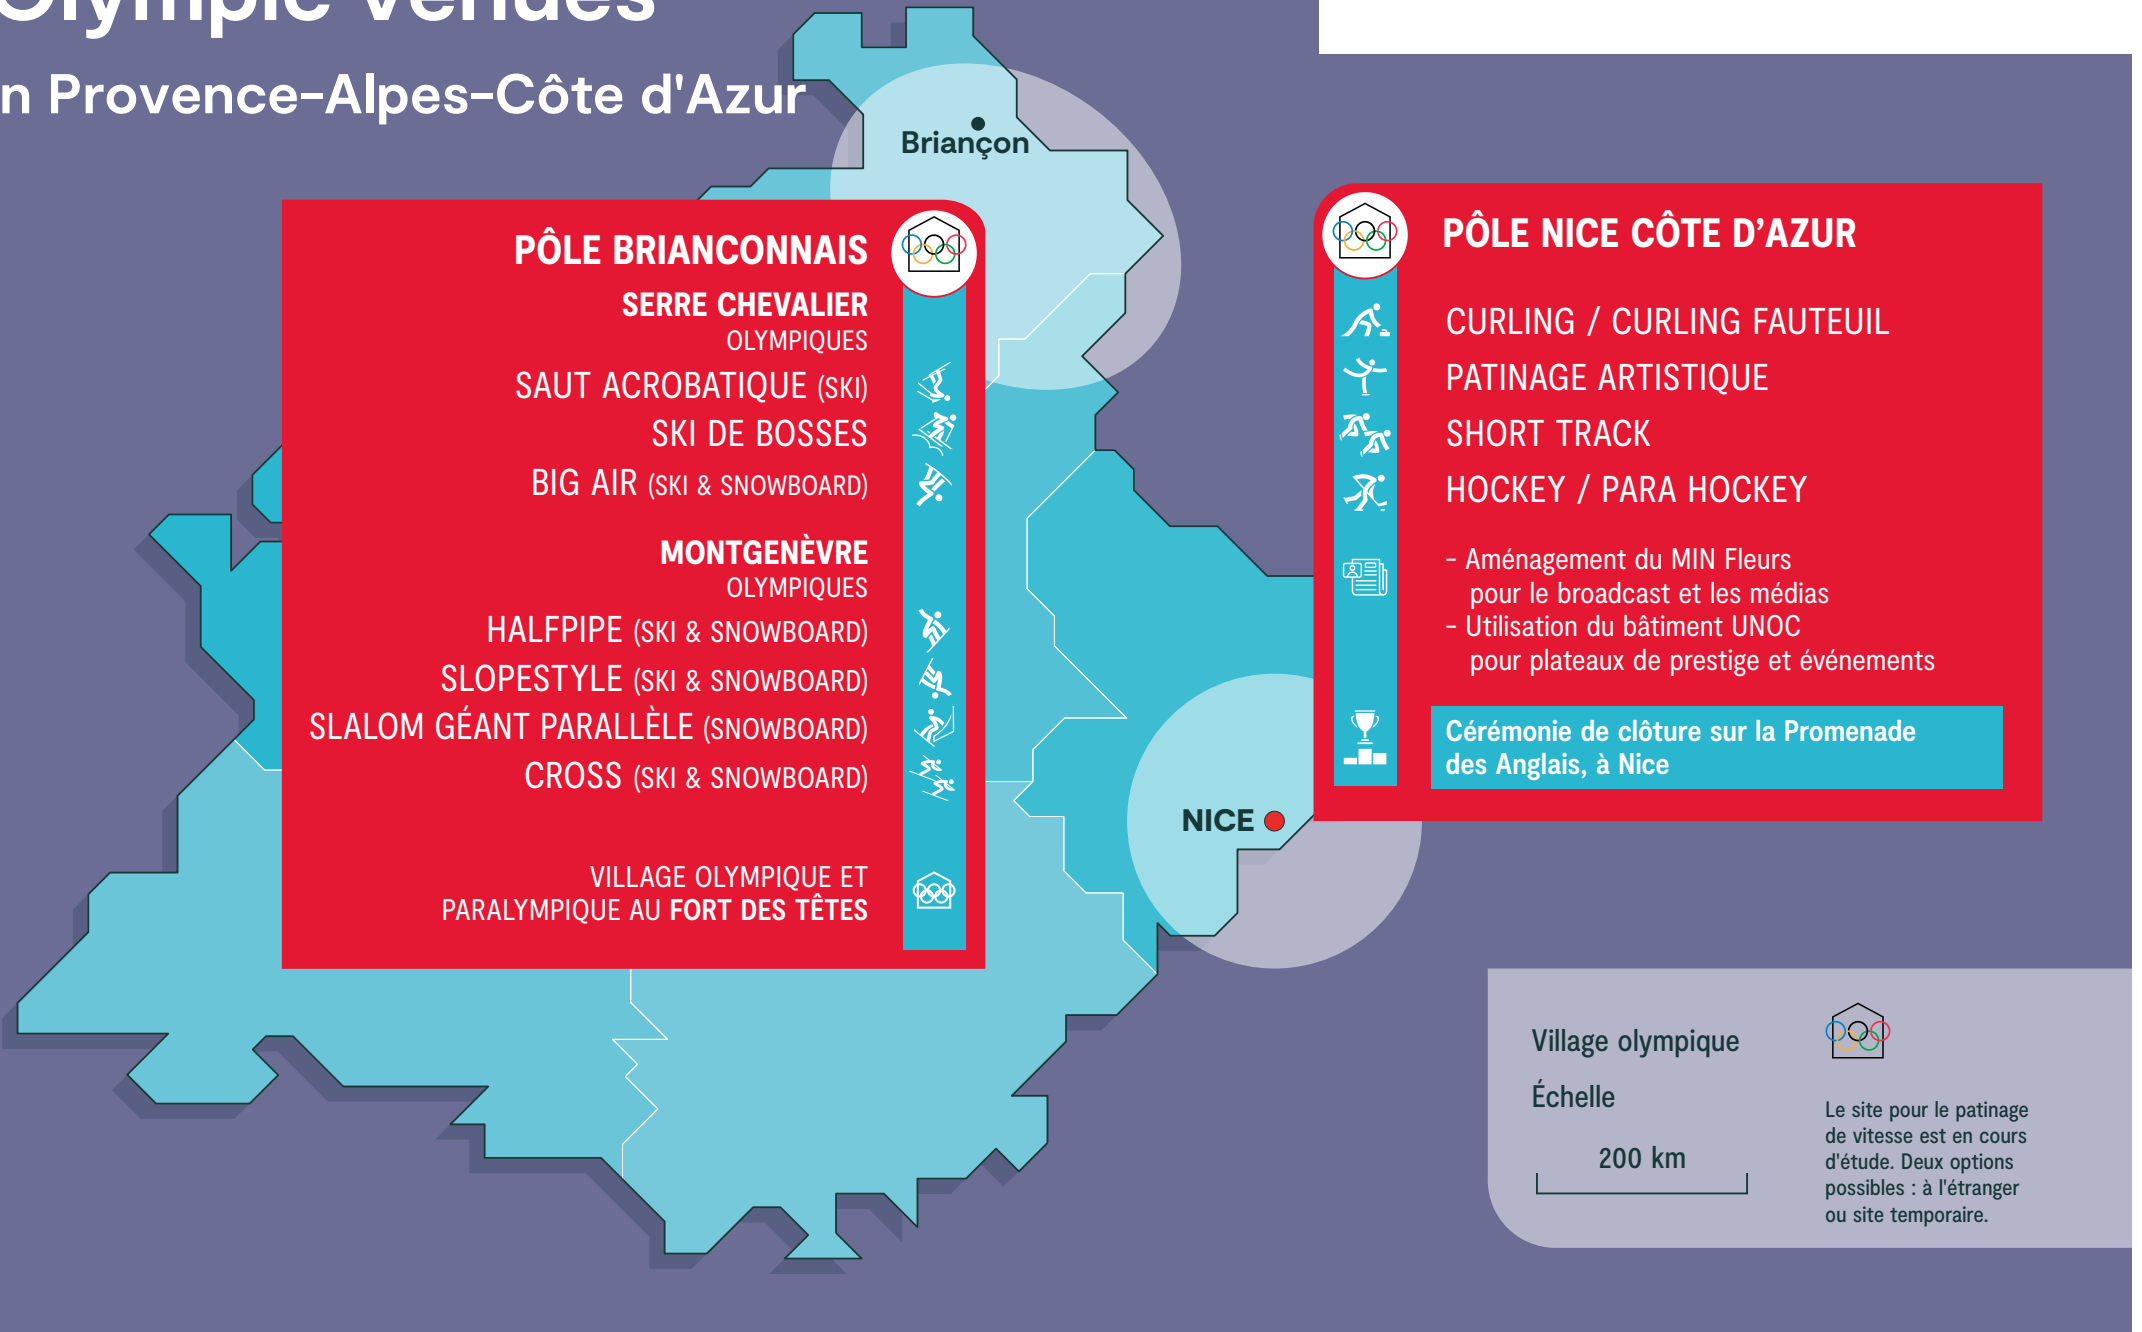 Olympic Venues
n Provence-Alpes-Côte d'Azur
Briançon
PÔLE BRIANCONNAIS
SERRE CHEVALIER
OLYMPIQUES
SAUT ACROBATIQUE (SKI)
SKI DE BOSSES
BIG AIR (SKI & SNOWBOARD)
MONTGENÈVRE
OLYMPIQUES
HALFPIPE (SKI & SNOWBOARD)
SLOPESTYLE (SKI & SNOWBOARD)
SLALOM GÉANT PARALLÈLE (SNOWBOARD)
CROSS (SKI & SNOWBOARD)
VILLAGE OLYMPIQUE ET
PARALYMPIQUE AU FORT DES TÊTES
PÔLE NICE CÔTE D’AZUR
CURLING / CURLING FAUTEUIL
PATINAGE ARTISTIQUE
SHORT TRACK
HOCKEY / PARA HOCKEY
- Aménagement du MIN Fleurs
pour le broadcast et les médias
- Utilisation du bâtiment UNOC
pour plateaux de prestige et événements
Cérémonie de clôture sur la Promenade
des Anglais, à Nice
NICE
Village olympique
Échelle
200 km
Le site pour le patinage
de vitesse est en cours
d'étude. Deux options
possibles : à l'étranger
ou site temporaire.